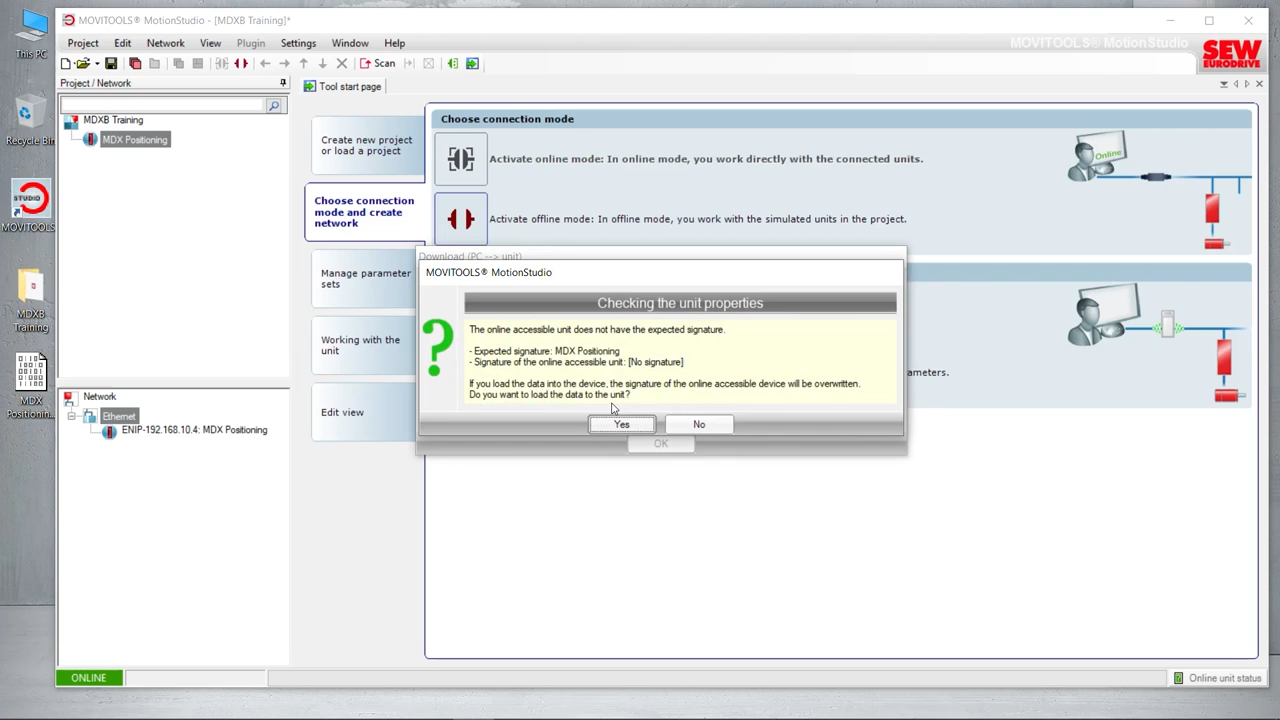 This PC
Recycle Bin
STUDIO
MOVITOOLS
MDXB
Training
MDX
Positioning
MOVITOOLS® MotionStudio - [MDXB Training]*
Project Edit Network View Plugin Settings Window Help
MOVITOOLS® MotionStudio
SEW
EURODRIVE
Scan
Project / Network
MDXB Training
MDX Positioning
Network
Ethernet
ENIP-192.168.10.4: MDX Positioning
Tool start page
Create new project
or load a project
Choose connection
mode and create
network
Manage parameter
sets
Working with the
unit
Edit view
Choose connection mode
Activate online mode: In online mode, you work directly with the connected units.
Online
Activate offline mode: In offline mode, you work with the simulated units in the project.
ameters.
Download (PC --> unit)
MOVITOOLS® MotionStudio
Checking the unit properties
The online accessible unit does not have the expected signature.
- Expected signature: MDX Positioning
- Signature of the online accessible unit: [No signature]
If you load the data into the device, the signature of the online accessible device will be overwritten.
Do you want to load the data to the unit?
Yes No
OK
ONLINE
Online unit status